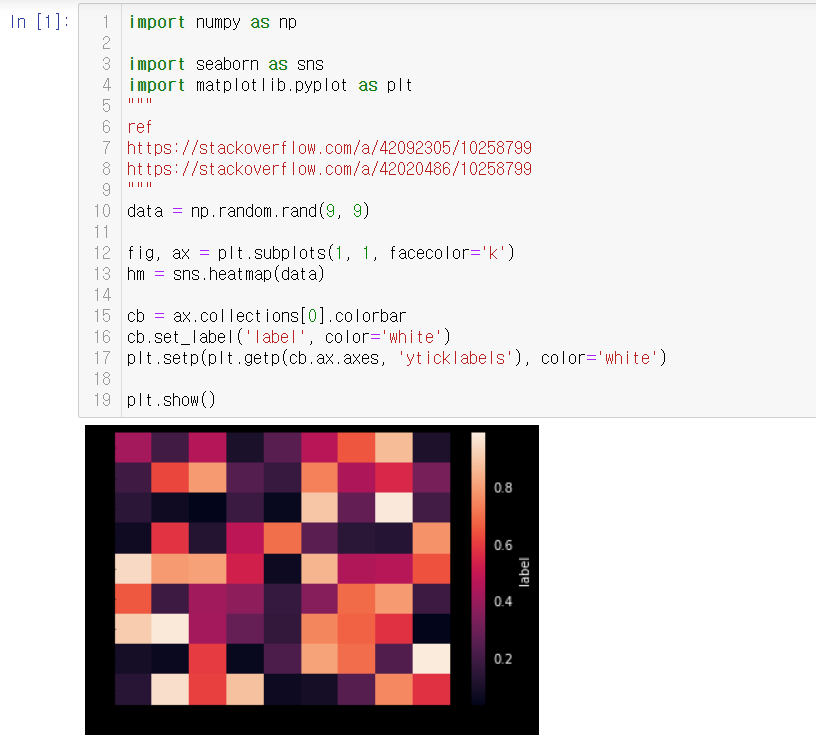 In [1]:
1 import numpy as np
2
3 import seaborn as sns
4 import matplotlib.pyplot as plt
5 """
6 ref
7 https://stackoverflow.com/a/42092305/10258799
8 https://stackoverflow.com/a/42020486/10258799
9 """
10 data = np.random.rand(9, 9)
11
12 fig, ax = plt.subplots(1, 1, facecolor='k')
13 hm = sns.heatmap(data)
14
15 cb = ax.collections[0].colorbar
16 cb.set_label('label', color='white')
17 plt.setp(plt.getp(cb.ax.axes, 'yticklabels'), color='white')
18
19 plt.show()
0.8
0.6
0.4
0.2
label